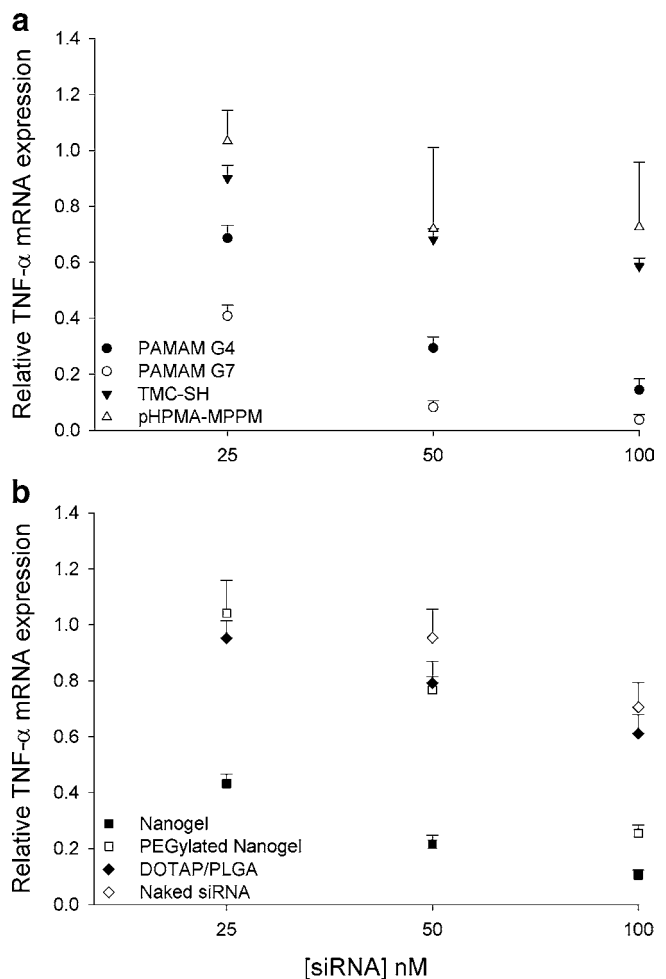 a
Relative TNF-α mRNA expression
1.4
1.2
1.0
0.8
0.6
0.4
0.2
0.0
PAMAM G4
PAMAM G7
TMC-SH
pHPMA-MPPM
25 50 100
b
Relative TNF-α mRNA expression
1.4
1.2
1.0
0.8
0.6
0.4
0.2
0.0
Nanogel
PEGylated Nanogel
DOTAP/PLGA
Naked siRNA
25 50 100
[siRNA] nM